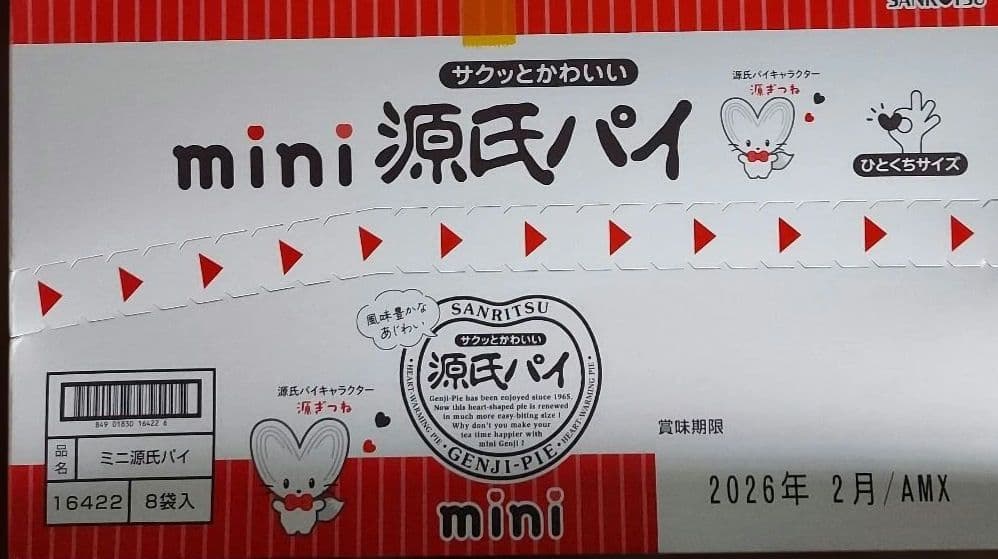 SANRITSU
サクッとかわいい
mini 源氏パイ
源氏パイキャラクター
源ぎつね
ひとくちサイズ
風味豊かな
あじわい
SANRITSU
サクッとかわいい
源氏パイ
Genji-Pie has been enjoyed since 1965.
Now this heart-shaped pie is renewed
in much more easy-biting size!
Why don't you make your
tea time happier with
mini Genji?
・HEART-WARMING PIE・
GENJI-PIE
・HEART-WARMING PIE・
mini
源氏パイキャラクター
源ぎつね
849 01830 16422 6
品名 ミニ源氏パイ
16422 8袋入
賞味期限
2026年 2月/AMX